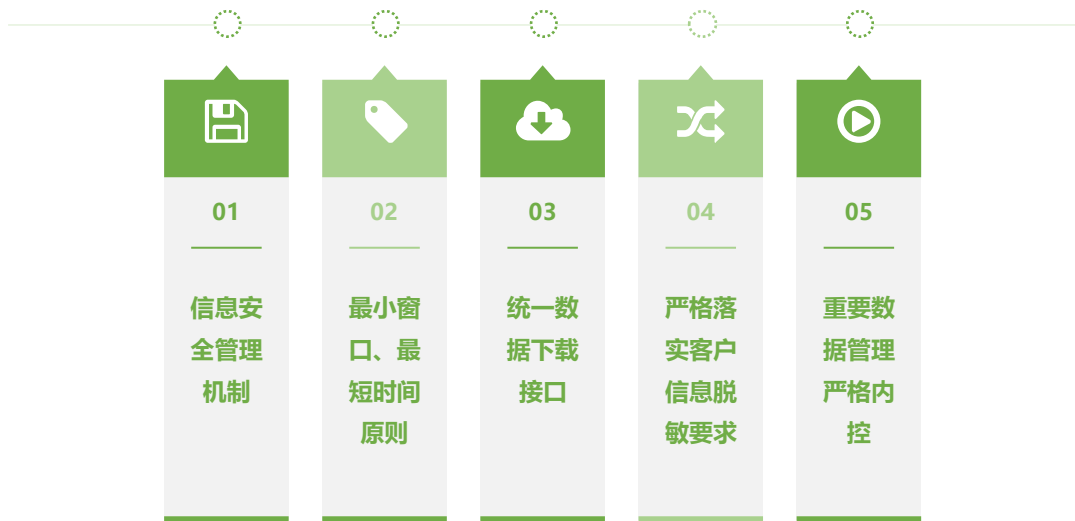 01
信息安
全管理
机制
02
最小窗
口、最
短时间
原则
03
统一数
据下载
接口
04
严格落
实客户
信息脱
敏要求
05
重要数
据管理
严格内
控